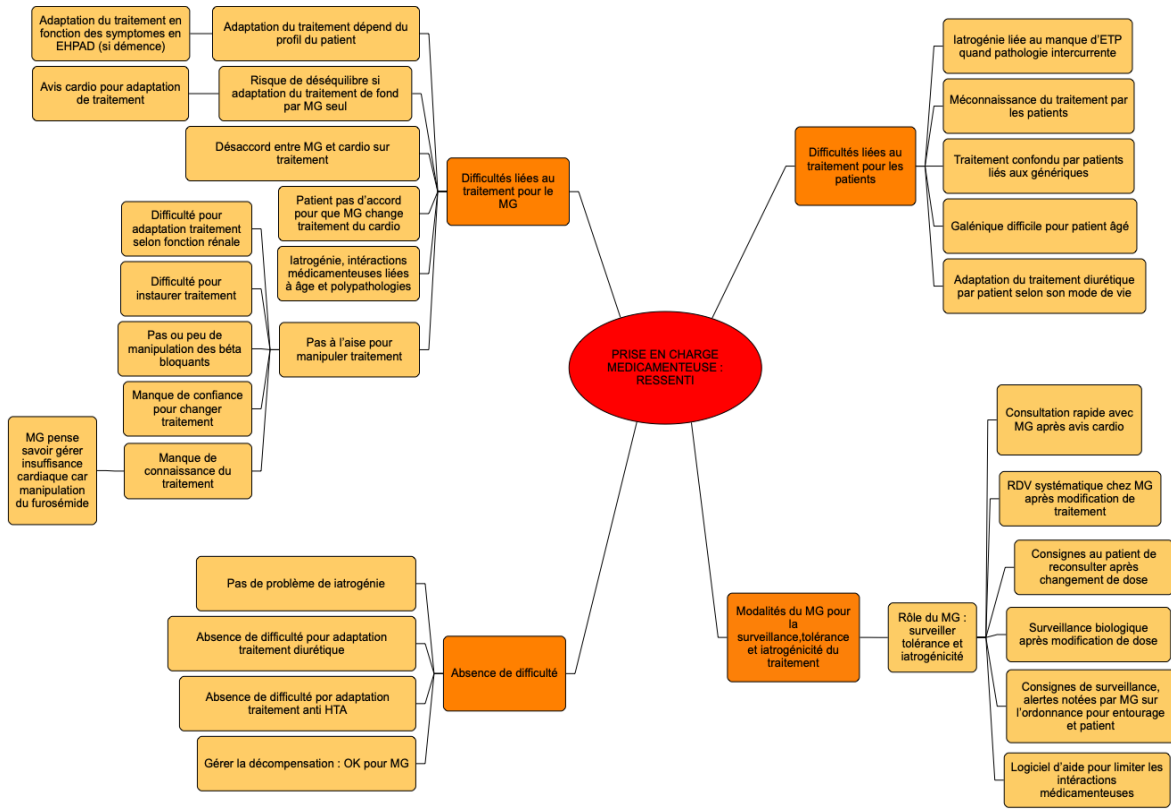 Adaptation du traitement en
fonction des symptomes en
EHPAD (si démence)
Adaptation du traitement dépend du
profil du patient
Avis cardio pour adaptation
de traitement
Risque de déséquilibre si
adaptation du traitement de fond
par MG seul
Désaccord entre MG et cardio sur
traitement
Patient pas d'accord
pour que MG change
traitement du cardio
Iatrogénie, intéractions
médicamenteuses liées
à âge et polypathologies
Pas à l'aise pour
manipuler traitement
Difficulté pour
adaptation traitement
selon fonction rénale
Difficulté pour
instaurer traitement
Pas ou peu de
manipulation des béta
bloquants
Manque de confiance
pour changer
traitement
Manque de
connaissance du
traitement
MG pense
savoir gérer
insuffisance
cardiaque car
manipulation
du furosémide
Difficultés liées au
traitement pour le
MG
PRISE EN CHARGE
MEDICAMENTEUSE :
RESSENTI
Difficultés liées au
traitement pour les
patients
Iatrogénie liée au manque d'ETP
quand pathologie intercurrente
Méconnaissance du traitement par
les patients
Traitement confondu par patients
liés aux génériques
Galénique difficile pour patient âgé
Adaptation du traitement diurétique
par patient selon son mode de vie
Pas de problème de iatrogénie
Absence de difficulté pour adaptation
traitement diurétique
Absence de difficulté por adaptation
traitement anti HTA
Gérer la décompensation : OK pour MG
Absence de difficulté
Modalités du MG pour
la
surveillance,tolérance
et iatrogénicité du
traitement
Rôle du MG :
surveiller
tolérance et
iatrogénicité
Consultation rapide avec
MG après avis cardio
RDV systématique chez MG
après modification de
traitement
Consignes au patient de
reconsulter après
changement de dose
Surveillance biologique
après modification de
dose
Consignes de surveillance,
alertes notées par MG sur
l'ordonnance pour entourage
et patient
Logiciel d'aide pour limiter les
intéractions
médicamenteuses